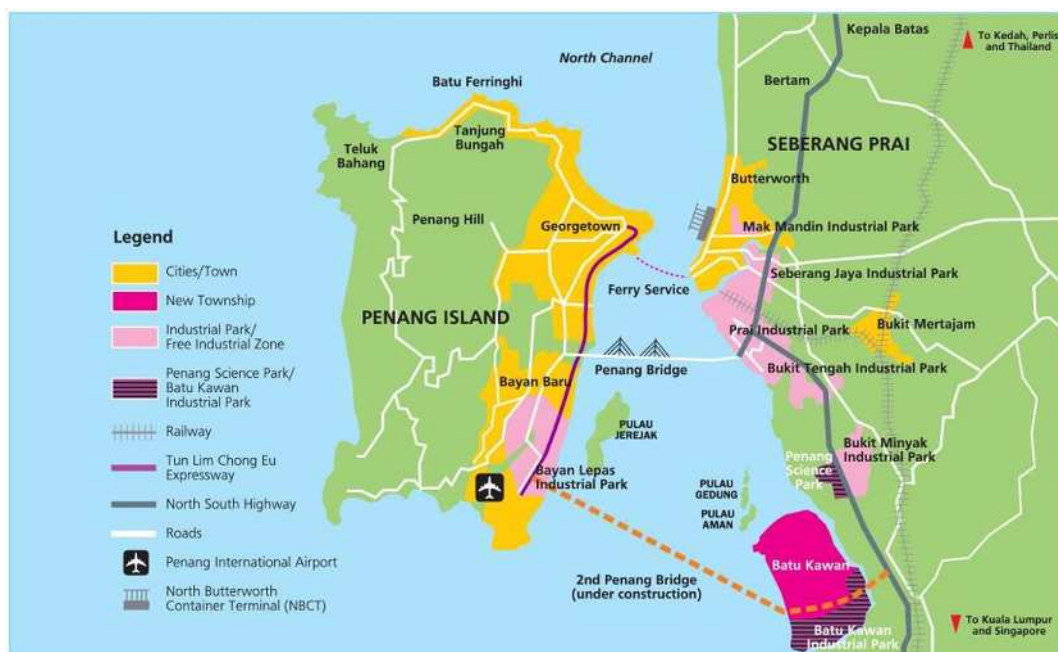 North Channel
Kepala Batas
To Kedah, Perlis
and Thailand
Bertam
Batu Ferringhi
Tanjung
Bungah
Teluk
Bahang
SEBERANG PRAI
Butterworth
Penang Hill
Georgetown
Mak Mandin Industrial Park
Seberang Jaya Industrial Park
Ferry Service
PENANG ISLAND
Prai Industrial Park
Bukit Mertajam
Penang Bridge
Bukit Tengah Industrial Park
Bayan Baru
PULAU
JEREJAK
Bayan Lepas
Industrial Park
Bukit Minyak
Industrial Park
Penang
Science
Park
PULAU
GEDUNG
PULAU
AMAN
Batu Kawan
2nd Penang Bridge
(under construction)
Batu Kawan
Industrial Park
To Kuala Lumpur
and Singapore
Legend
Cities/Town
New Township
Industrial Park/
Free Industrial Zone
Penang Science Park/
Batu Kawan
Industrial Park
Railway
Tun Lim Chong Eu
Expressway
North South Highway
Roads
Penang International Airport
North Butterworth
Container Terminal (NBCT)